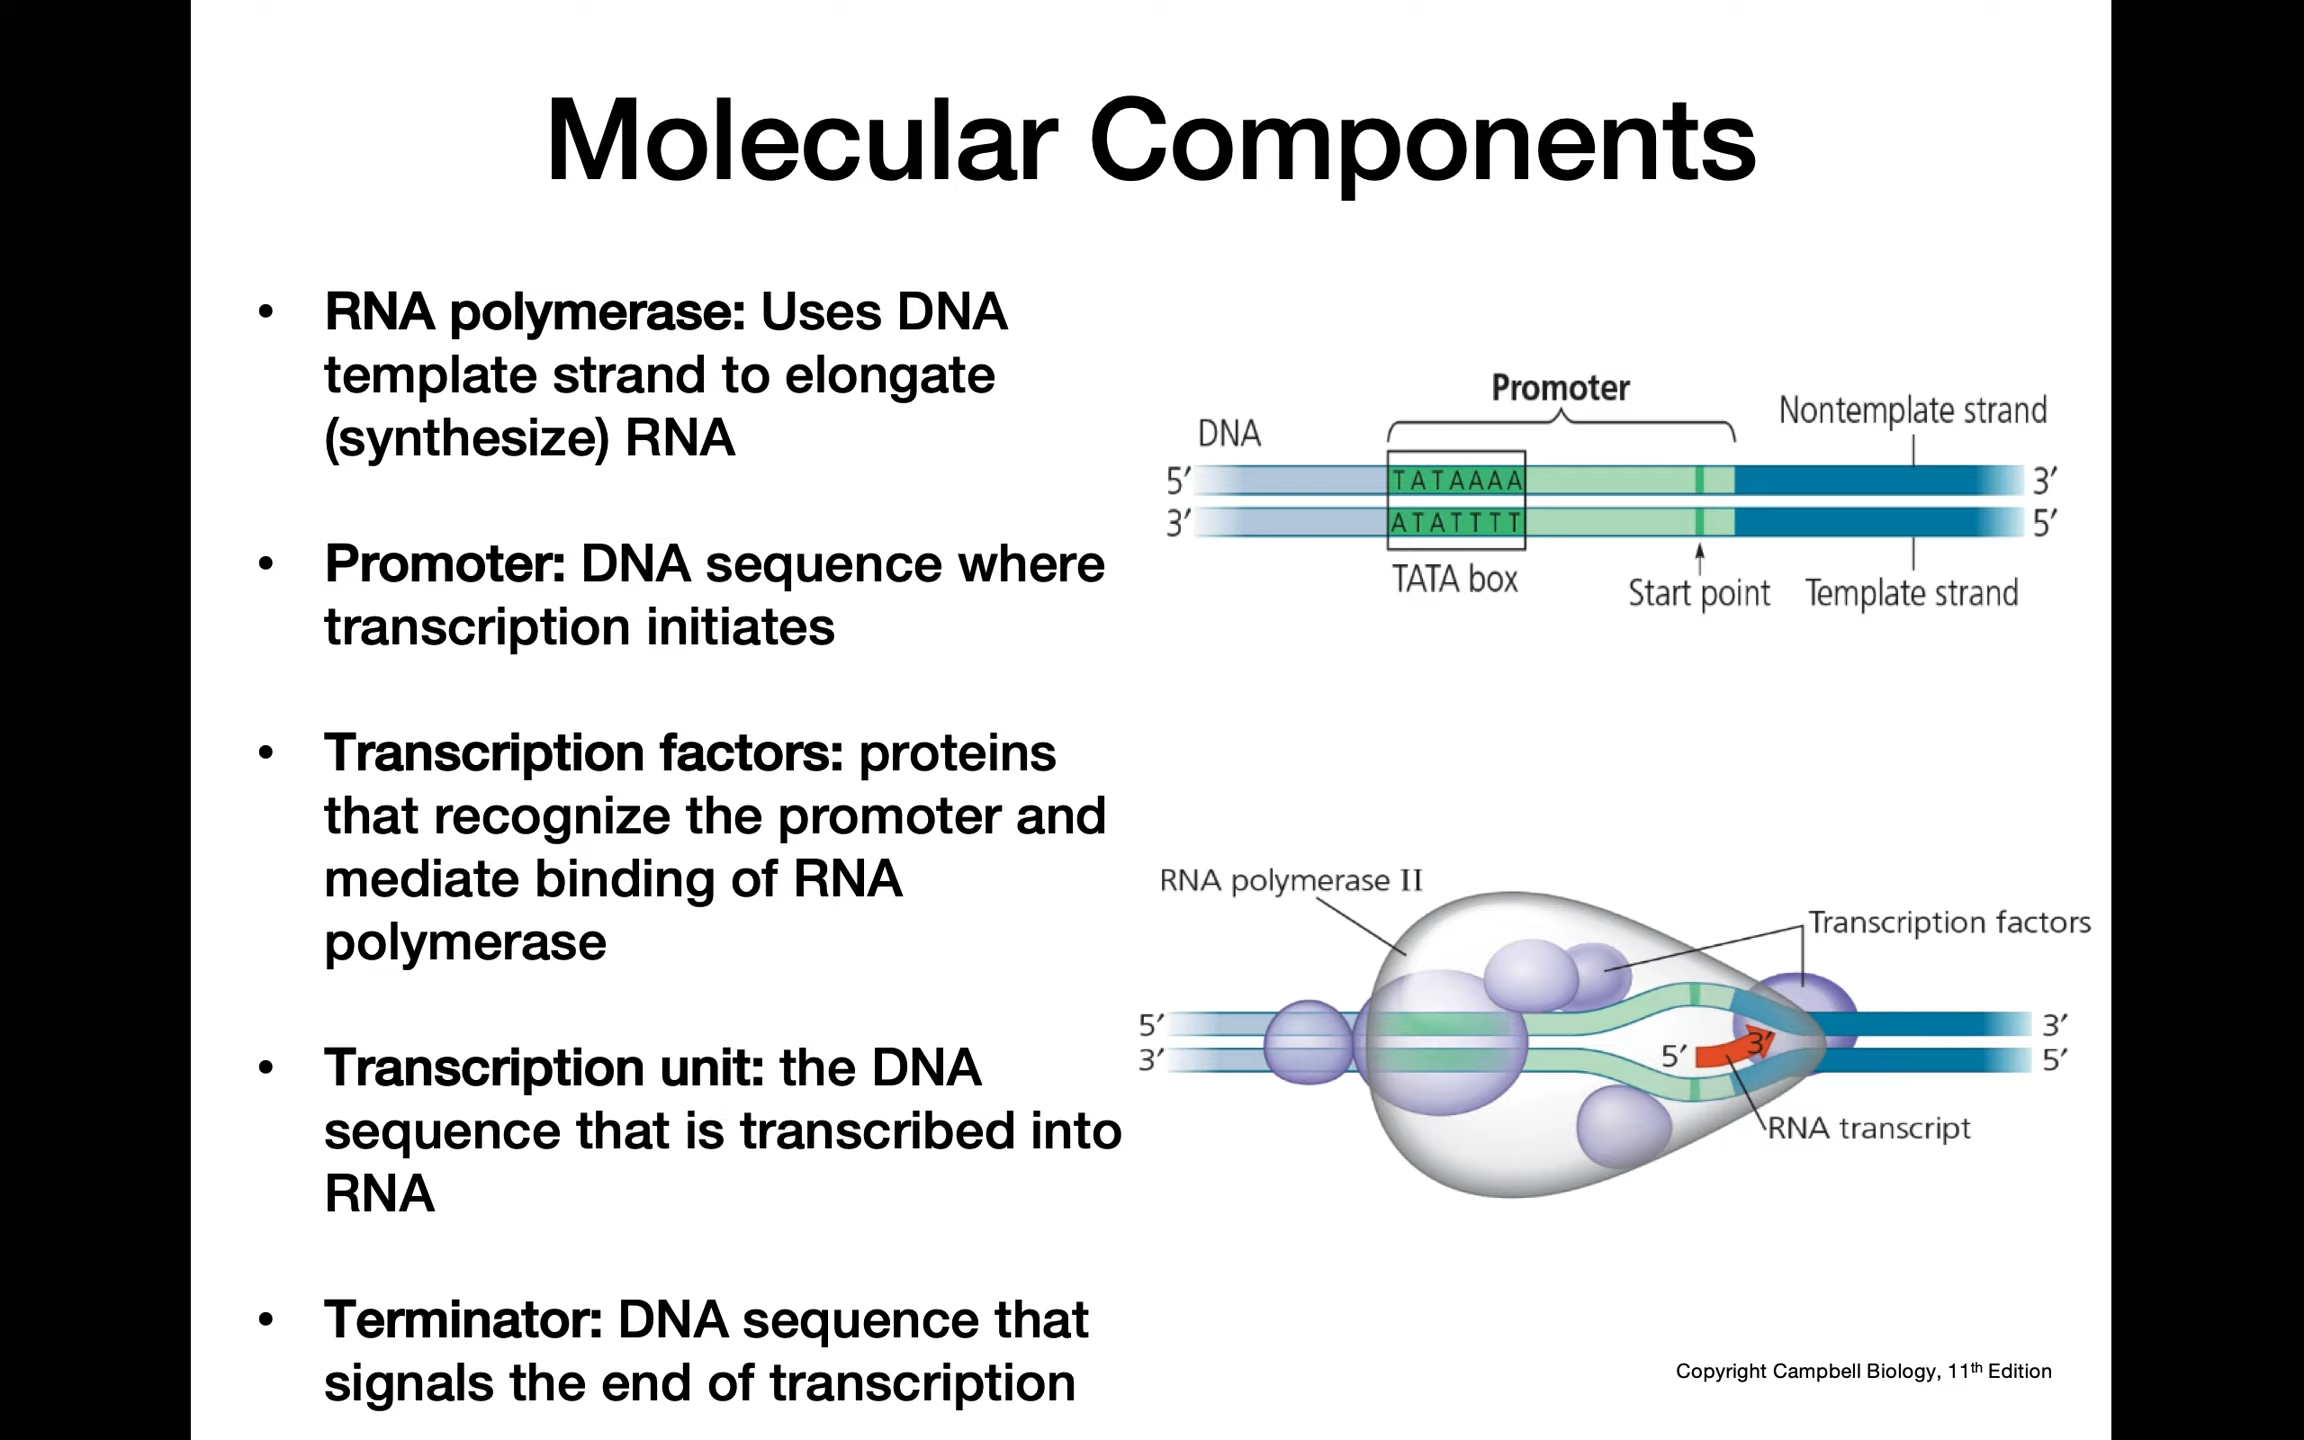 Molecular Components
• RNA polymerase: Uses DNA
template strand to elongate
(synthesize) RNA
• Promoter: DNA sequence where
transcription initiates
• Transcription factors: proteins
that recognize the promoter and
mediate binding of RNA
polymerase
• Transcription unit: the DNA
sequence that is transcribed into
RNA
• Terminator: DNA sequence that
signals the end of transcription
Promoter
Nontemplate strand
DNA
5′ TATAAAA 3′
3′ ATATTTT 5′
TATA box
Start point
Template strand
RNA polymerase II
Transcription factors
5′ 3′
3′ 5′
5′ 3′
RNA transcript
Copyright Campbell Biology, 11th Edition